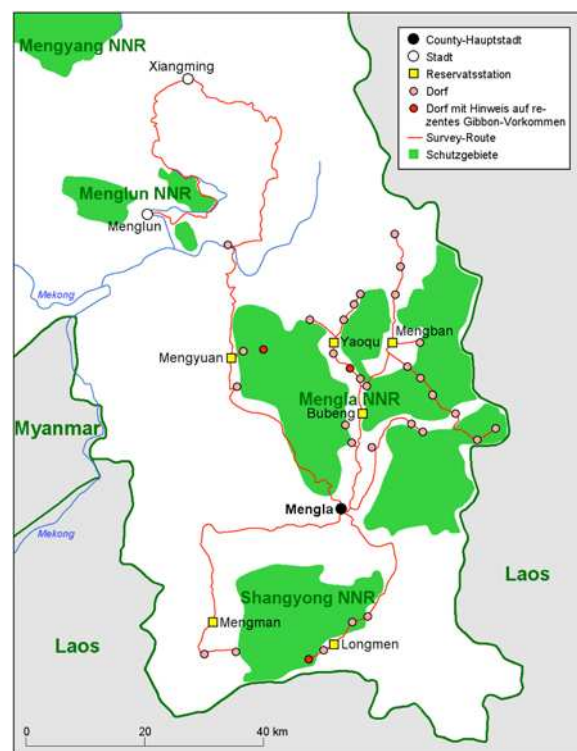 Mengyang NNR
Xiangming
County-Hauptstadt
Stadt
Reservatsstation
Dorf
Dorf mit Hinweis auf re-
zentes Gibbon-Vorkommen
Survey-Route
Schutzgebiete
Menglun NNR
Menglun
Mekong
Mengyuan
Yaoqu
Mengban
Mengla NNR
Bubeng
Myanmar
Mengla
Mekong
Laos
Shangyong NNR
Mengman
Longmen
Laos
0 20 40 km